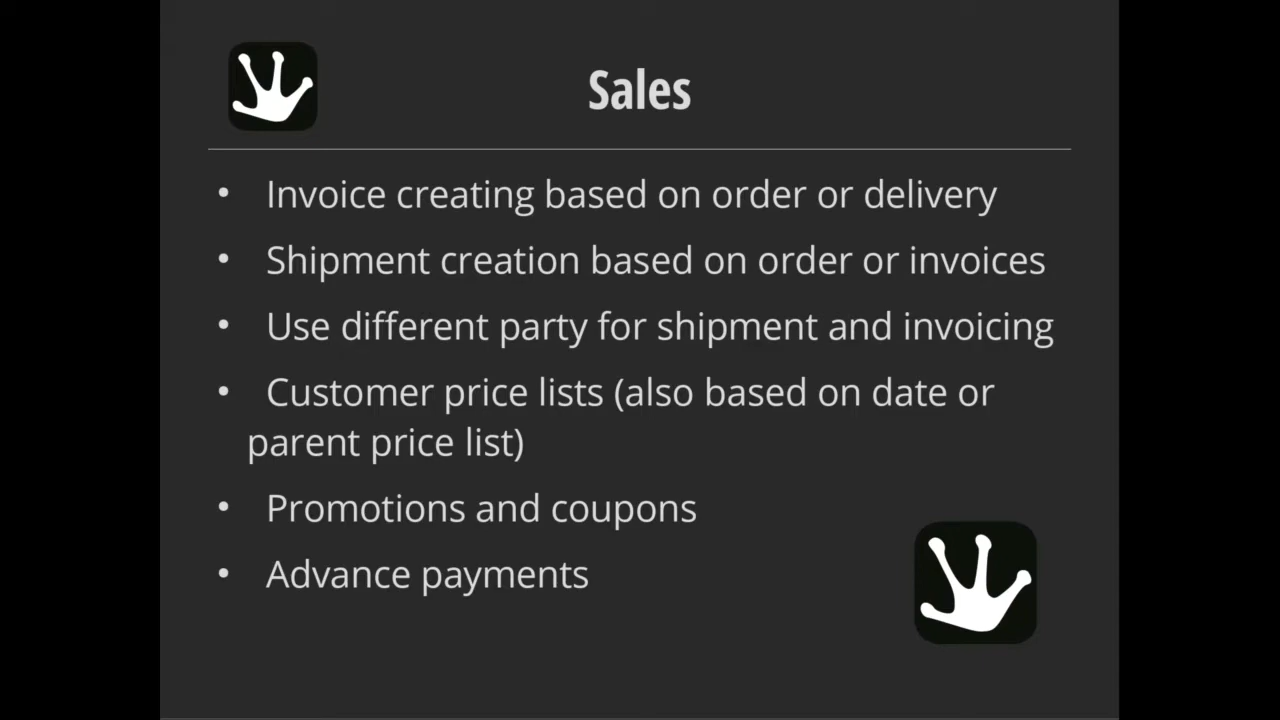 Sales
• Invoice creating based on order or delivery
• Shipment creation based on order or invoices
• Use different party for shipment and invoicing
• Customer price lists (also based on date or
parent price list)
• Promotions and coupons
• Advance payments